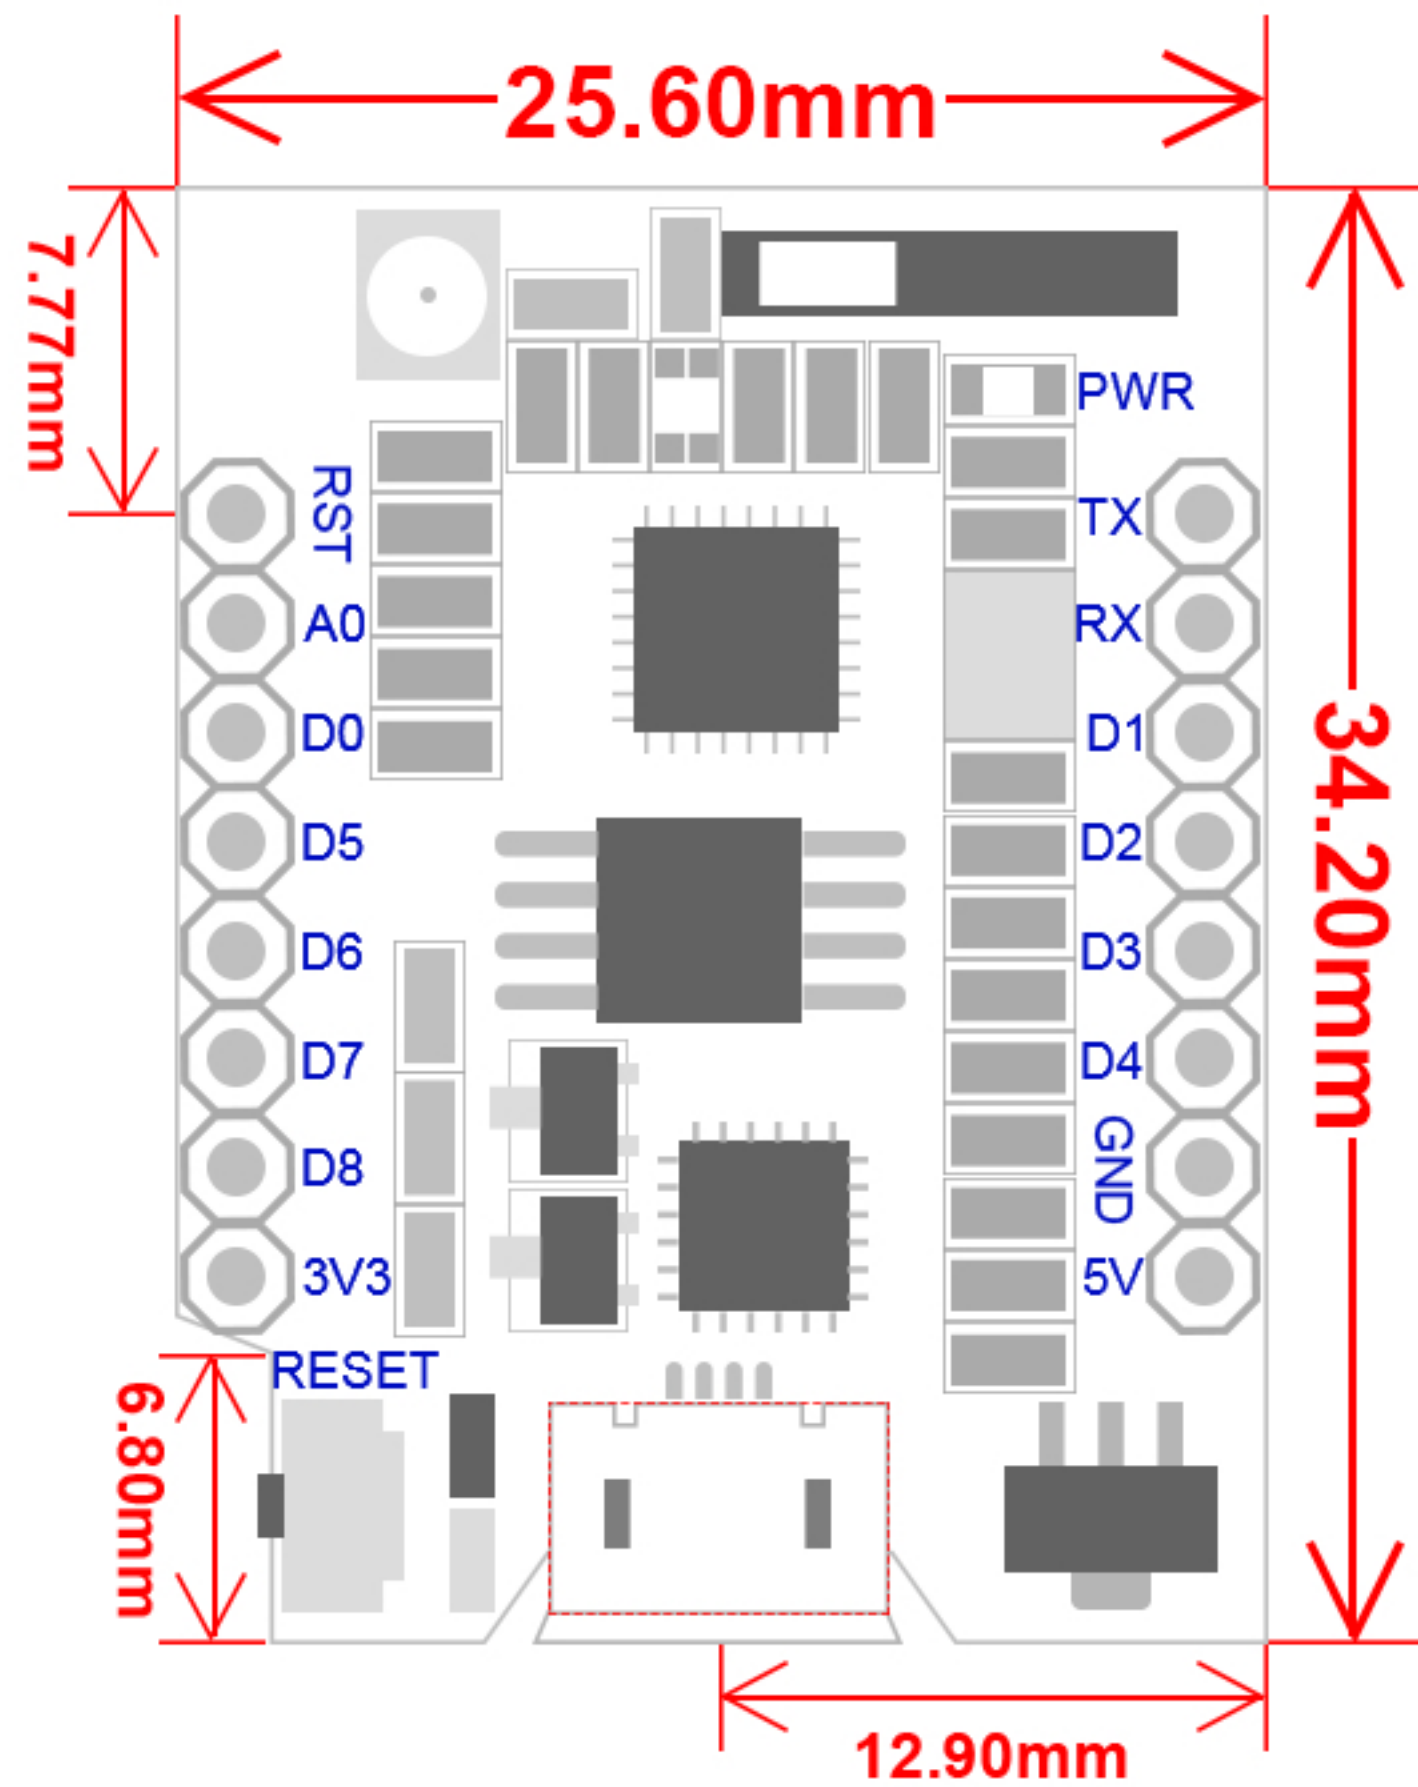 25.60mm
7.77mm
PWR
RST
TX
A0
RX
D0
D1
34.20mm
D5
D2
D6
D3
D7
D4
D8
GND
3V3
5V
RESET
6.80mm
12.90mm